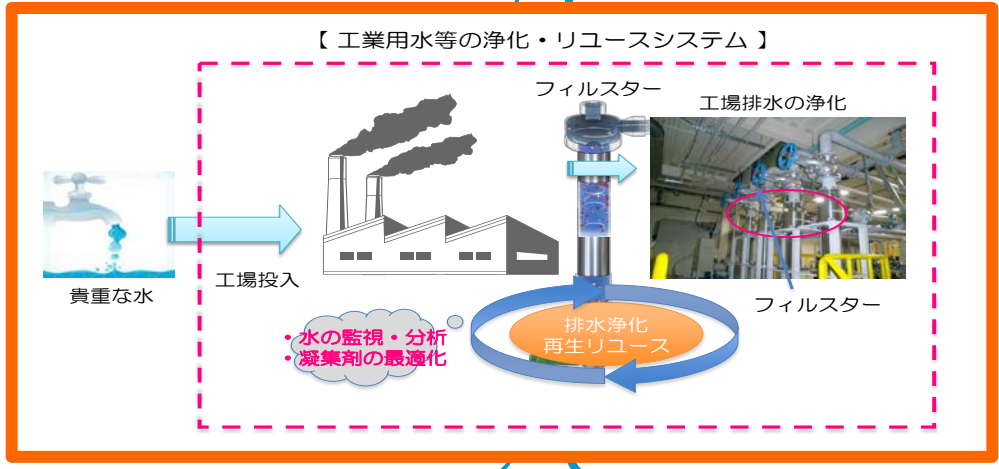 【 工業用水等の浄化・リユースシステム 】
フィルスター
工場排水の浄化
貴重な水
工場投入
フィルスター
・水の監視・分析
・凝集剤の最適化
排水浄化
再生リユース